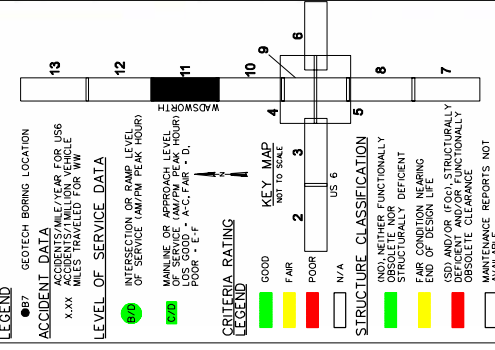 LEGEND
B7 GEOTECH BORING LOCATION
ACCIDENT DATA
ACCIDENTS/MILE/YEAR FOR US6
X.XX ACCIDENTS/1MILLION VEHICLE
MILES TRAVELED FOR WW
LEVEL OF SERVICE DATA
B/D INTERSECTION OR RAMP LEVEL
OF SERVICE (AM/PM PEAK HOUR)
C/D MAINLINE OR APPROACH LEVEL
OF SERVICE (AM/PM PEAK HOUR)
LOS GOOD - A-C, FAIR - D,
POOR - E-F
CRITERIA RATING
LEGEND
GOOD
FAIR
POOR
N/A
STRUCTURE CLASSIFICATION
(NO), NEITHER FUNCTIONALLY
OBSOLETE NOR
STRUCTURALLY DEFICIENT
FAIR CONDITION NEARING
END OF DESIGN LIFE
(SD) AND/OR (FOc), STRUCTURALLY
DEFICIENT AND/OR FUNCTIONALLY
OBSOLETE CLEARANCE
MAINTENANCE REPORTS NOT
AVAILABLE
KEY MAP
NOT TO SCALE
N
WADSWORTH
US 6
13
12
11
10
9
8
7
6
5
4
3
2